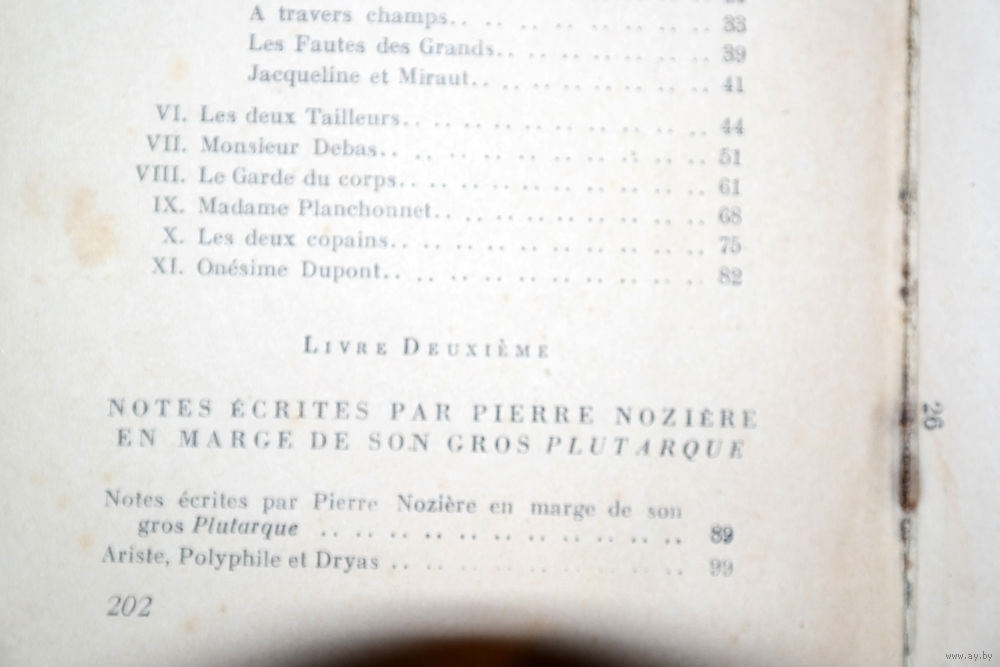 A travers champs.. .. .. .. .. .. .. .. 33
Les Fautes des Grands.. .. .. .. .. .. .. 39
Jacqueline et Miraut.. .. .. .. .. .. .. 41
VI. Les deux Tailleurs.. .. .. .. .. .. .. .. .. 44
VII. Monsieur Debas.. .. .. .. .. .. .. .. .. .. 51
VIII. Le Garde du corps.. .. .. .. .. .. .. .. .. 61
IX. Madame Planchonnet.. .. .. .. .. .. .. .. 68
X. Les deux copains.. .. .. .. .. .. .. .. .. .. 75
XI. Onésime Dupont.. .. .. .. .. .. .. .. .. .. 82
LIVRE DEUXIÈME
NOTES ÉCRITES PAR PIERRE NOZIÈRE
EN MARGE DE SON GROS PLUTARQUE
Notes écrites par Pierre Nozière en marge de son
gros Plutarque .. .. .. .. .. .. .. .. .. .. .. 89
Ariste, Polyphile et Dryas .. .. .. .. .. .. .. .. .. 99
202
26
www.ay.by